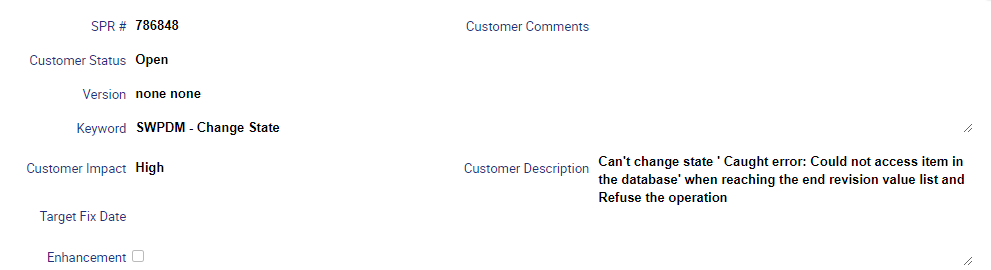 SPR # 786848
Customer Comments
Customer Status Open
Version none none
Keyword SWPDM - Change State
Customer Impact High
Customer Description Can't change state ' Caught error: Could not access item in
the database' when reaching the end revision value list and
Refuse the operation
Target Fix Date
Enhancement